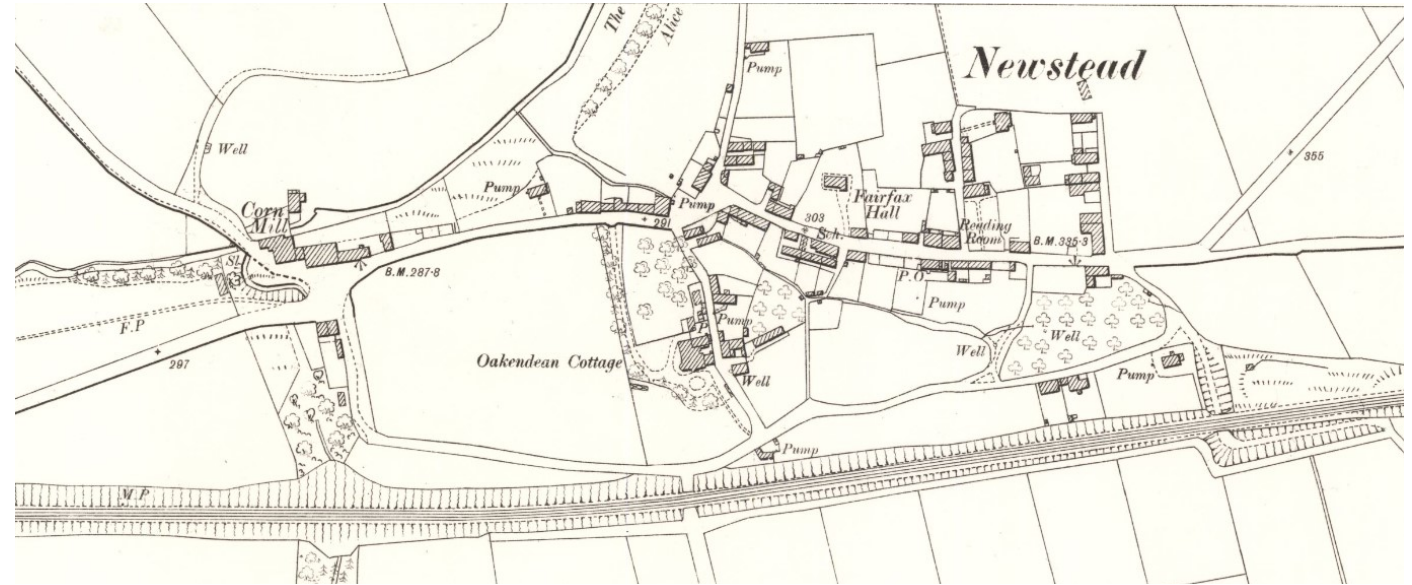 The
Alice
Newstead
Pump
Well
355
Corn
Mill
Pump
291
Pump
303
Sch.
Fairfax
Hall
Reading
Room
B.M. 335·3
Sl.
B.M. 287·8
P.O
Pump
F.P
297
Oakendean Cottage
P.
Pump
Well
Well
Well
Pump
Pump
M.P